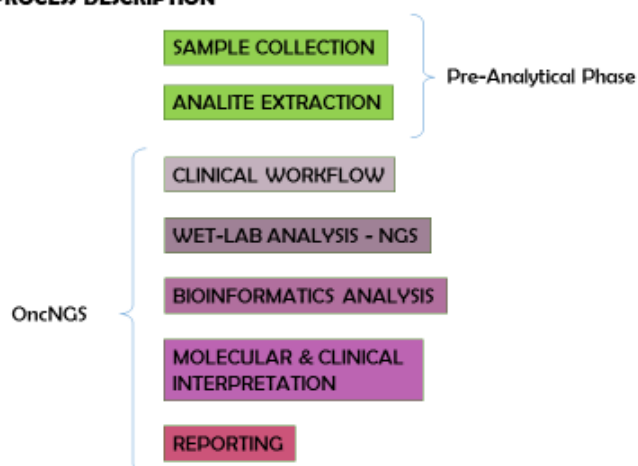 PROCESS DESCRIPTION
SAMPLE COLLECTION
Pre-Analytical Phase
ANALITE EXTRACTION
CLINICAL WORKFLOW
WET-LAB ANALYSIS - NGS
BIOINFORMATICS ANALYSIS
OncNGS
MOLECULAR & CLINICAL
INTERPRETATION
REPORTING